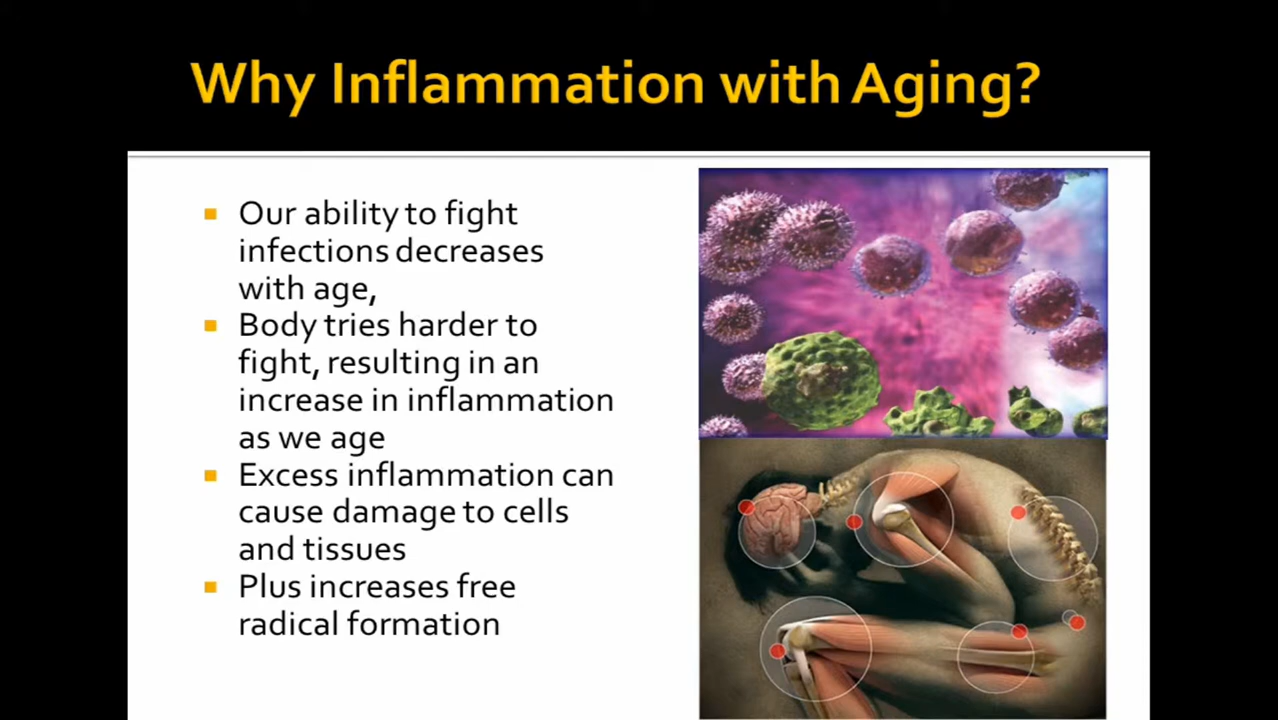 Why Inflammation with Aging?
Our ability to fight
infections decreases
with age,
Body tries harder to
fight, resulting in an
increase in inflammation
as we age
Excess inflammation can
cause damage to cells
and tissues
Plus increases free
radical formation